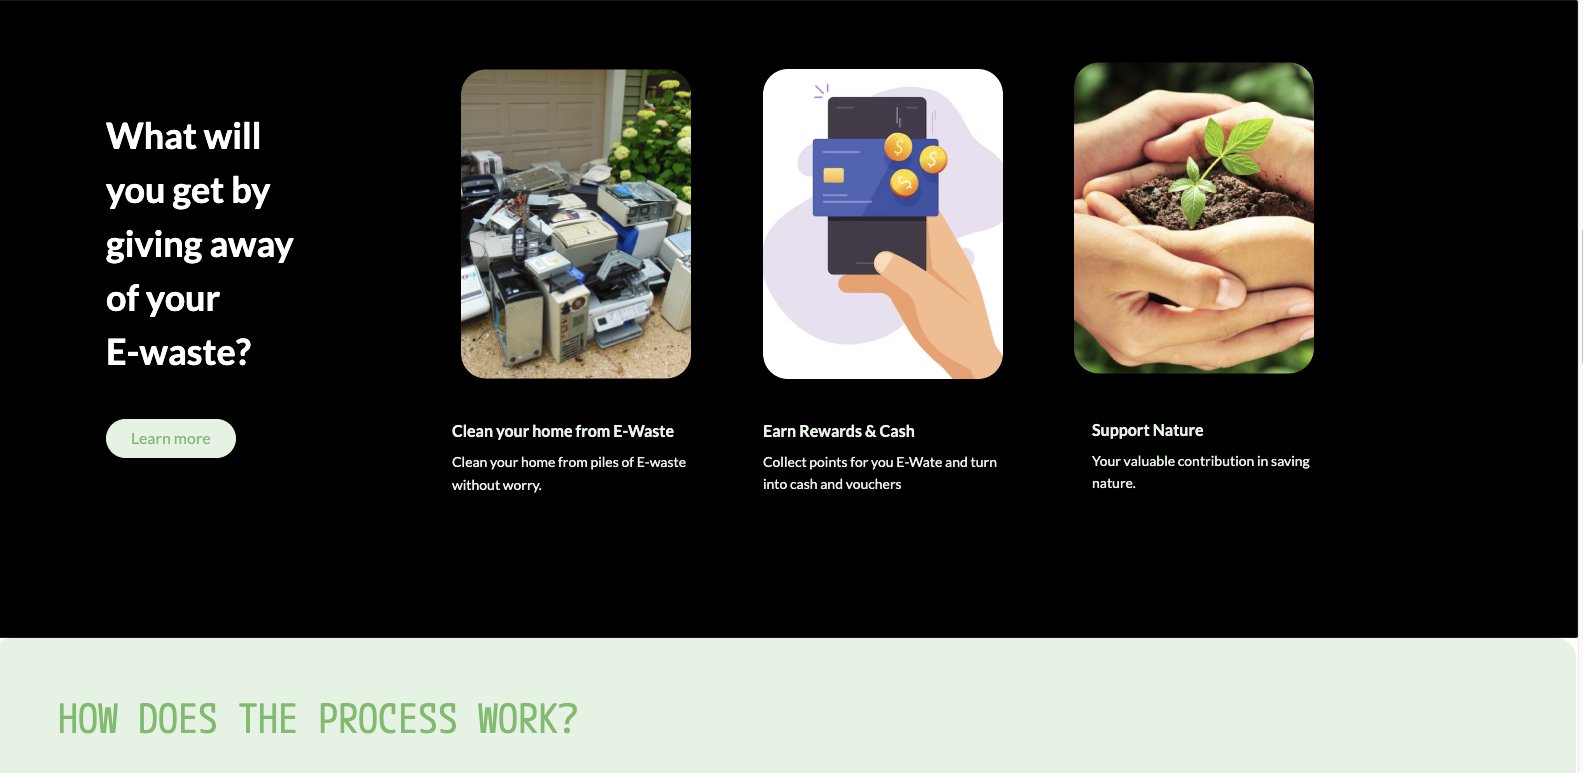 What will
you get by
giving away
of your
E-waste?
Learn more
Clean your home from E-Waste
Clean your home from piles of E-waste
without worry.
Earn Rewards & Cash
Collect points for you E-Wate and turn
into cash and vouchers
Support Nature
Your valuable contribution in saving
nature.
HOW DOES THE PROCESS WORK?